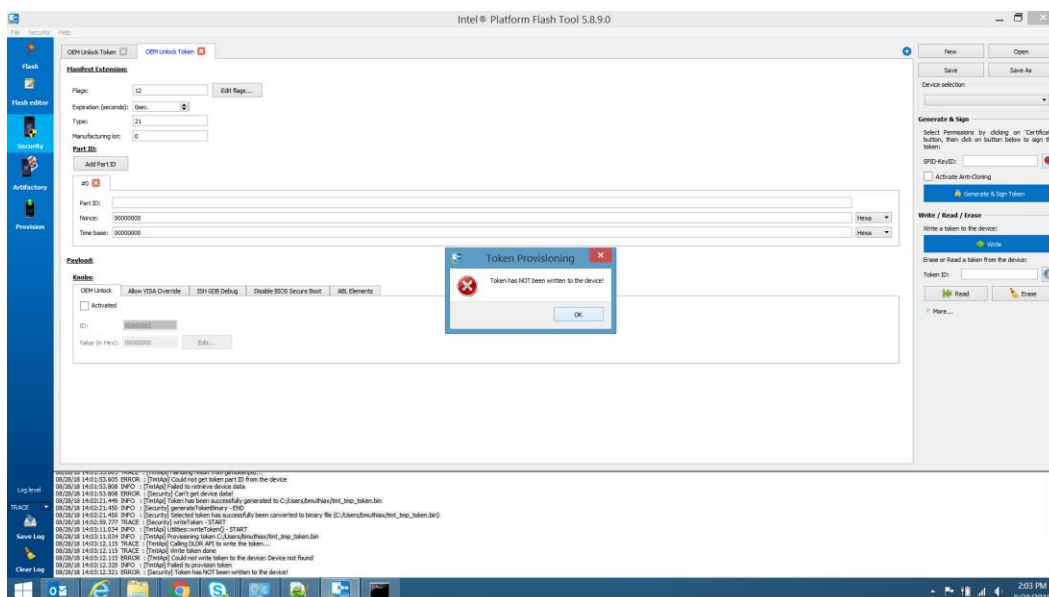 Intel® Platform Flash Tool 5.8.9.0
File Security Help
Flash
Flash editor
Security
Artifactory
Provision
Log level
TRACE
Save Log
Clear Log
OEM Unlock Token
OEM Unlock Token
Manifest Extension:
Flags: 12 Edit flags...
Expiration (seconds): 0sec.
Type: 21
Manufacturing lot: 0
Part ID:
Add Part ID
#0
Part ID:
Nonce: 00000000 Hexa
Time base: 00000000 Hexa
Payload:
Knobs:
OEM Unlock Allow VISA Override ISH GDB Debug Disable BIOS Secure Boot ABL Elements
Activated
ID:
Value (in Hex): 00000000 Edit...
Token Provisioning
Token has NOT been written to the device!
OK
New Open
Save Save As
Device selection
Generate & Sign
Select Permissions by clicking on 'Certificat
button, then click on button below to sign t
token:
SPID-KeyID:
Activate Anti-Cloning
Generate & Sign Token
Write / Read / Erase
Write a token to the device:
Write
Erase or Read a token from the device:
Token ID:
Read Erase
More...
08/28/18 14:01:53.605 ERROR : [TmtApi] Could not get token part ID from the device
08/28/18 14:01:53.808 INFO : [TmtApi] Failed to retrieve device data
08/28/18 14:01:53.808 ERROR : [Security] Can't get device data!
08/28/18 14:02:21.449 INFO : [TmtApi] Token has been successfully generated to C:/Users/bmuthiax/tmt_tmp_token.bin
08/28/18 14:02:21.450 INFO : [Security] generateTokenBinary - END
08/28/18 14:02:21.450 INFO : [Security] Selected token has successfully been converted to binary file (C:/Users/bmuthiax/tmt_tmp_token.bin)
08/28/18 14:02:59.777 TRACE : [Security] writeToken - START
08/28/18 14:03:11.034 INFO : [TmtApi] Utilities::writeToken() - START
08/28/18 14:03:11.034 INFO : [TmtApi] Provisioning token C:/Users/bmuthiax/tmt_tmp_token.bin
08/28/18 14:03:12.115 TRACE : [TmtApi] Calling DLDR API to write the token...
08/28/18 14:03:12.115 TRACE : [TmtApi] Write token done
08/28/18 14:03:12.115 ERROR : [TmtApi] Could not write token to the device: Device not found
08/28/18 14:03:12.320 INFO : [TmtApi] Failed to provision token
08/28/18 14:03:12.321 ERROR : [Security] Token has NOT been written to the device!
2:03 PM